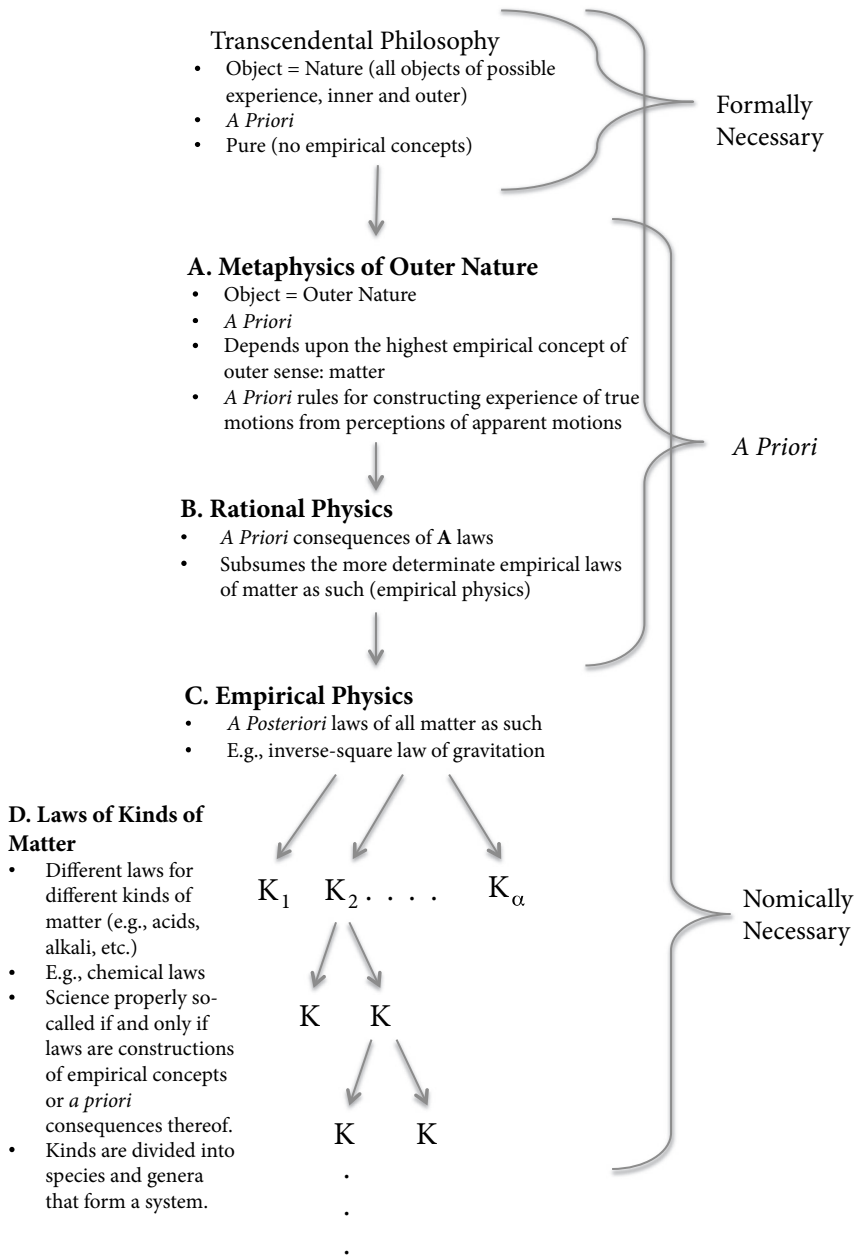 Transcendental Philosophy
• Object = Nature (all objects of possible
experience, inner and outer)
• A Priori
• Pure (no empirical concepts)
Formally
Necessary
A. Metaphysics of Outer Nature
• Object = Outer Nature
• A Priori
• Depends upon the highest empirical concept of
outer sense: matter
• A Priori rules for constructing experience of true
motions from perceptions of apparent motions
A Priori
B. Rational Physics
• A Priori consequences of A laws
• Subsumes the more determinate empirical laws
of matter as such (empirical physics)
C. Empirical Physics
• A Posteriori laws of all matter as such
• E.g., inverse-square law of gravitation
D. Laws of Kinds of
Matter
• Different laws for
different kinds of
matter (e.g., acids,
alkali, etc.)
• E.g., chemical laws
• Science properly so-
called if and only if
laws are constructions
of empirical concepts
or a priori
consequences thereof.
• Kinds are divided into
species and genera
that form a system.
K₁ K₂ . . . . Kα
K K
K K
.
.
.
Nomically
Necessary